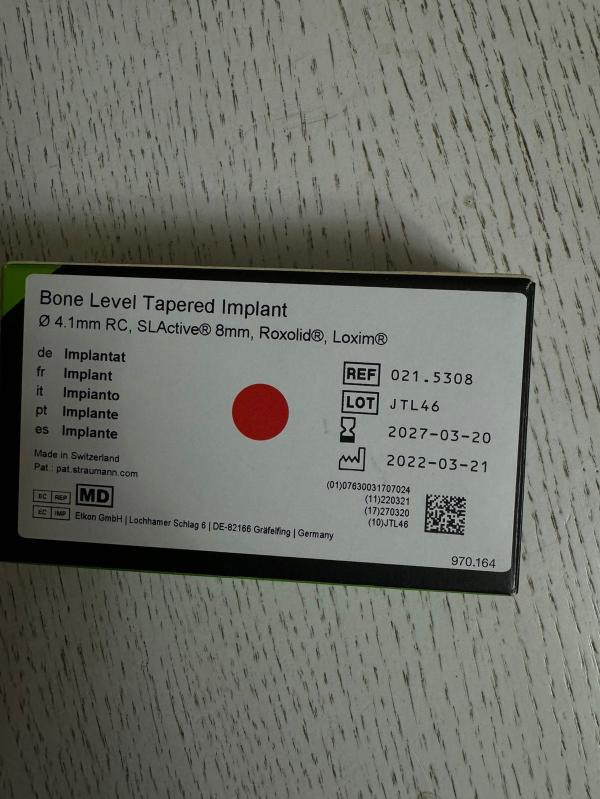 Bone Level Tapered Implant
Ø 4.1mm RC, SLActive® 8mm, Roxolid®, Loxim®
de Implantat
fr Implant
it Impianto
pt Implante
es Implante
Made in Switzerland
Pat.: pat.straumann.com
EC REP
MD
EC IMP
Etkon GmbH | Lochhamer Schlag 6 | DE-82166 Gräfelfing | Germany
REF 021.5308
LOT JTL46
2027-03-20
2022-03-21
(01)07630031707024
(11)220321
(17)270320
(10)JTL46
970.164